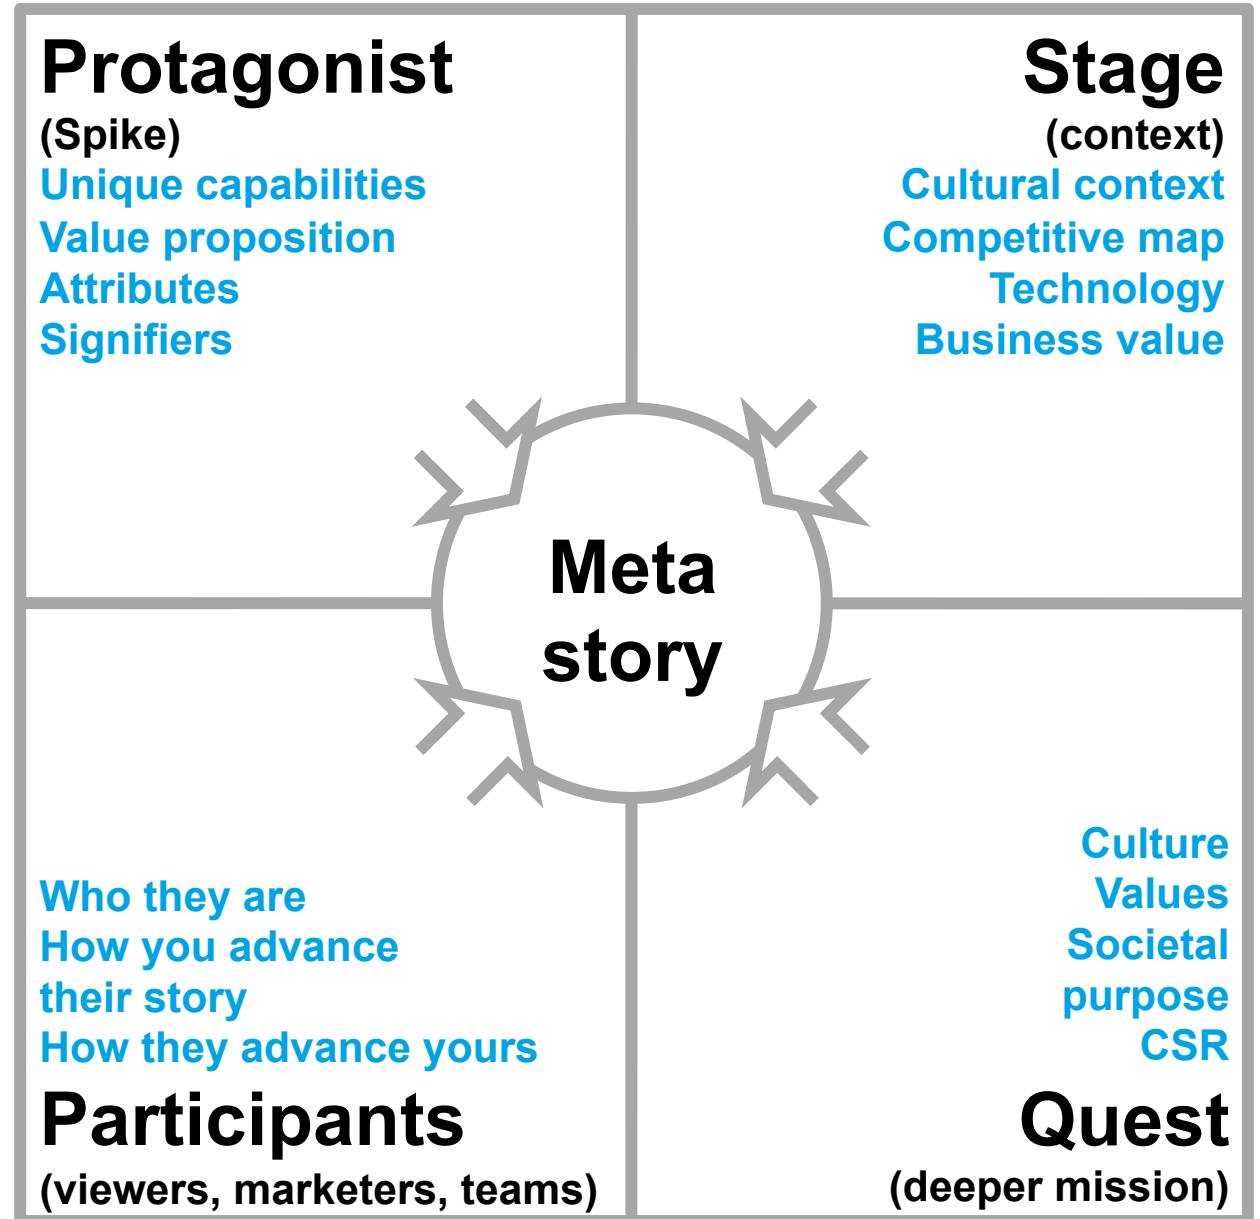 Protagonist
(Spike)
Unique capabilities
Value proposition
Attributes
Signifiers
Stage
(context)
Cultural context
Competitive map
Technology
Business value
Meta
story
Who they are
How you advance
their story
How they advance yours
Participants
(viewers, marketers, teams)
Culture
Values
Societal
purpose
CSR
Quest
(deeper mission)